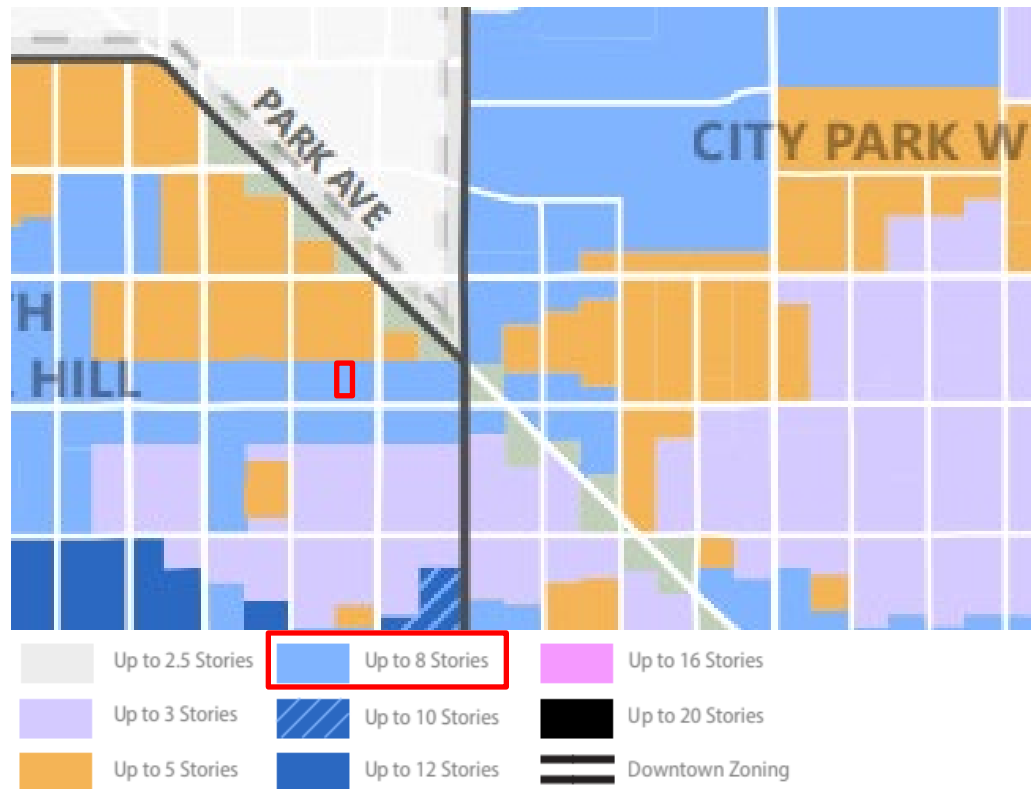 PARK AVE
CITY PARK W
TH
HILL
Up to 2.5 Stories
Up to 8 Stories
Up to 16 Stories
Up to 3 Stories
Up to 10 Stories
Up to 20 Stories
Up to 5 Stories
Up to 12 Stories
Downtown Zoning